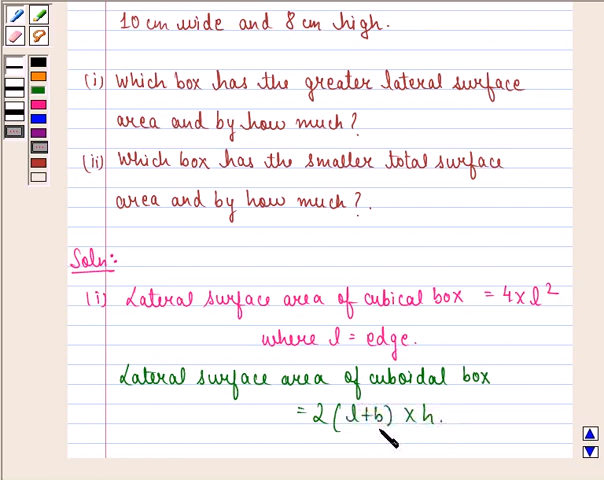 10 cm wide and 8 cm high.
(i) Which box has the greater lateral surface
area and by how much?
(ii) Which box has the smaller total surface
area and by how much?.
Soln:
(i) Lateral surface area of cubical box = 4 x l²
where l = edge.
Lateral surface area of cuboidal box
= 2 (l+b) x h.